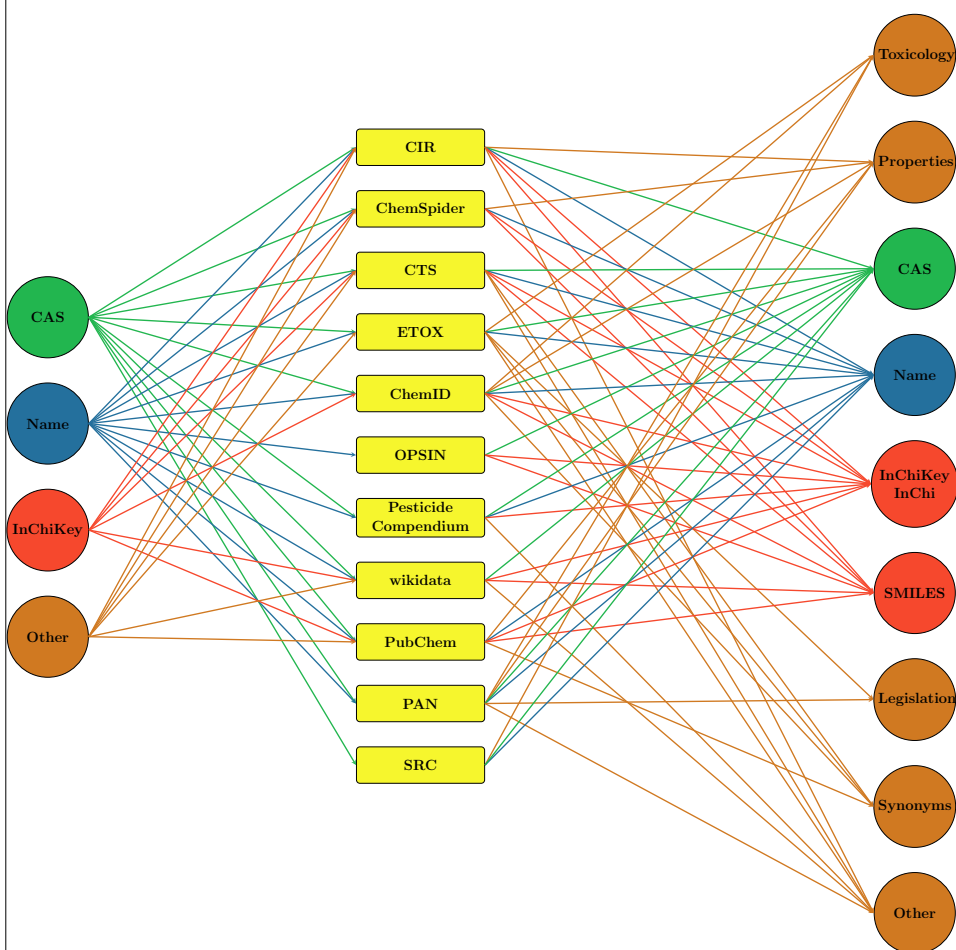 CAS
Name
InChiKey
Other
CIR
ChemSpider
CTS
ETOX
ChemID
OPSIN
Pesticide
Compendium
wikidata
PubChem
PAN
SRC
Toxicology
Properties
CAS
Name
InChiKey
InChi
SMILES
Legislation
Synonyms
Other